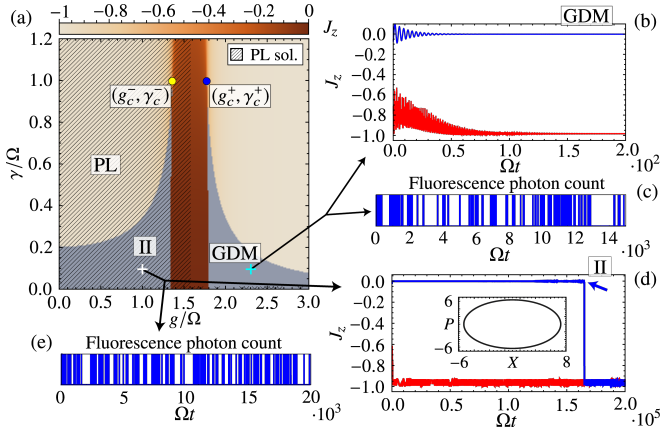 (a)
−1 −0.8 −0.6 −0.4 −0.2 0 J_z
1.2
1.0
0.8
0.6
0.4
0.2
0.0
γ/Ω
PL sol.
(g_c^−, γ_c^−)
(g_c^+, γ_c^+)
PL
II
GDM
0.0 0.5 1.0 1.5 2.0 2.5 3.0
g/Ω
GDM
(b)
0.0
−0.2
−0.4
−0.6
−0.8
−1.0
J_z
0 0.5 1.0 1.5 2.0
Ωt
×10^2
Fluorescence photon count
(c)
0 2 4 6 8 10 12 14
Ωt
×10^3
II
(d)
0.0
−0.2
−0.4
−0.6
−0.8
−1.0
J_z
6
P
−6
−6 X 8
0 0.5 1.0 1.5 2.0
Ωt
×10^5
(e)
Fluorescence photon count
0 5 10 15 20
Ωt
×10^3